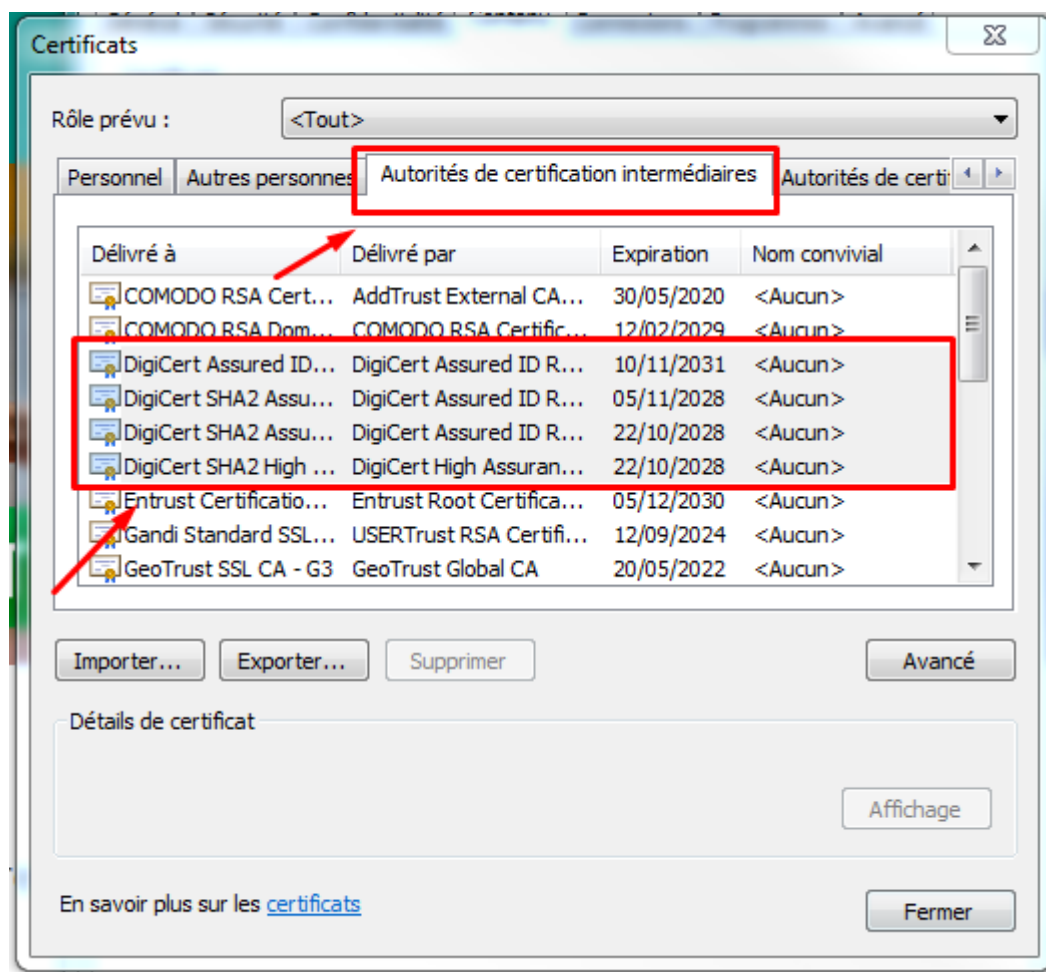 Certificats
Rôle prévu : <Tout>
Personnel Autres personnes Autorités de certification intermédiaires Autorités de certi
Délivré à Délivré par Expiration Nom convivial
COMODO RSA Cert... AddTrust External CA... 30/05/2020 <Aucun>
COMODO RSA Dom... COMODO RSA Certific... 12/02/2029 <Aucun>
DigiCert Assured ID... DigiCert Assured ID R... 10/11/2031 <Aucun>
DigiCert SHA2 Assu... DigiCert Assured ID R... 05/11/2028 <Aucun>
DigiCert SHA2 Assu... DigiCert Assured ID R... 22/10/2028 <Aucun>
DigiCert SHA2 High ... DigiCert High Assuran... 22/10/2028 <Aucun>
Entrust Certificatio... Entrust Root Certifica... 05/12/2030 <Aucun>
Gandi Standard SSL... USERTrust RSA Certifi... 12/09/2024 <Aucun>
GeoTrust SSL CA - G3 GeoTrust Global CA 20/05/2022 <Aucun>
Importer... Exporter... Supprimer Avancé
Détails de certificat
Affichage
En savoir plus sur les certificats
Fermer